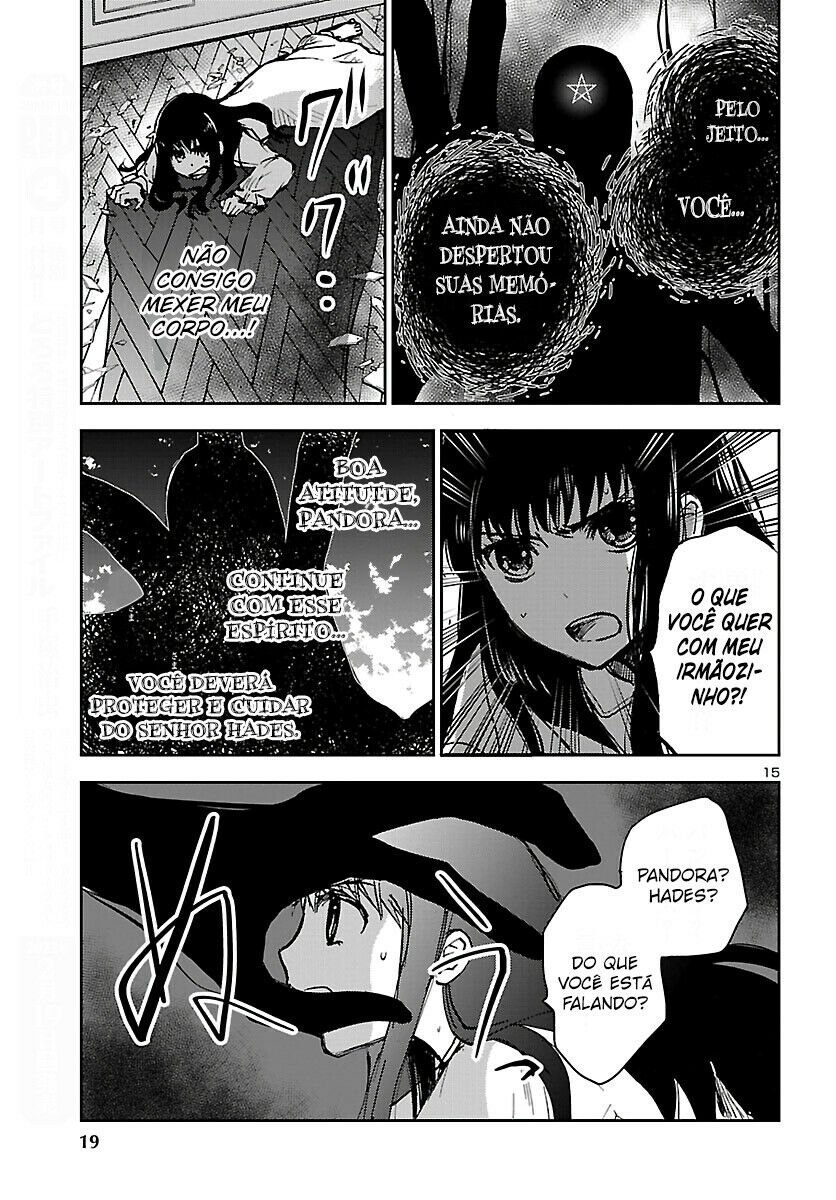 PELO
JEITO...
VOCÊ...
AINDA NÃO
DESPERTOU
SUAS MEMÓ-
RIAS.
NÃO
CONSIGO
MEXER MEU
CORPO...!
O QUE
VOCÊ QUER
COM MEU
IRMÃOZI-
NHO?!
BOA
ATITUIDE,
PANDORA...
CONTINUE
COM ESSE
ESPÍRITO...
VOCÊ DEVERÁ
PROTEGER E CUIDAR
DO SENHOR HADES.
15
PANDORA?
HADES?
DO QUE
VOCÊ ESTÁ
FALANDO?
19